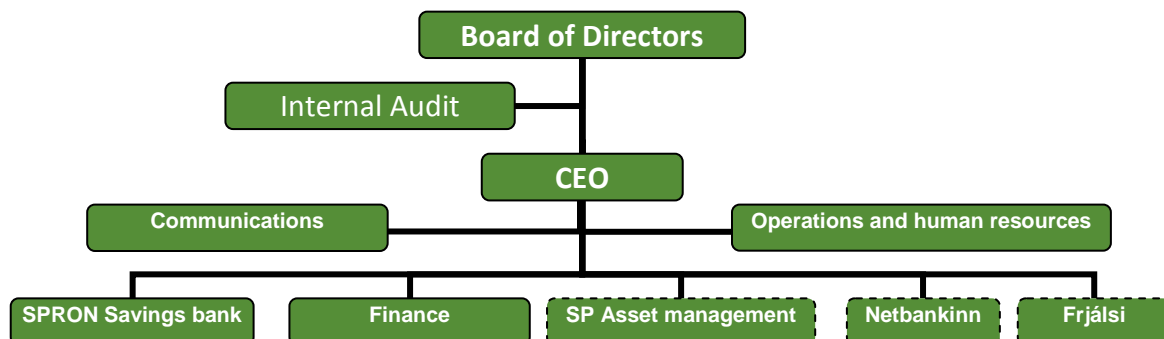 Board of Directors
Internal Audit
CEO
Communications
Operations and human resources
SPRON Savings bank
Finance
SP Asset management
Netbankinn
Frjálsi